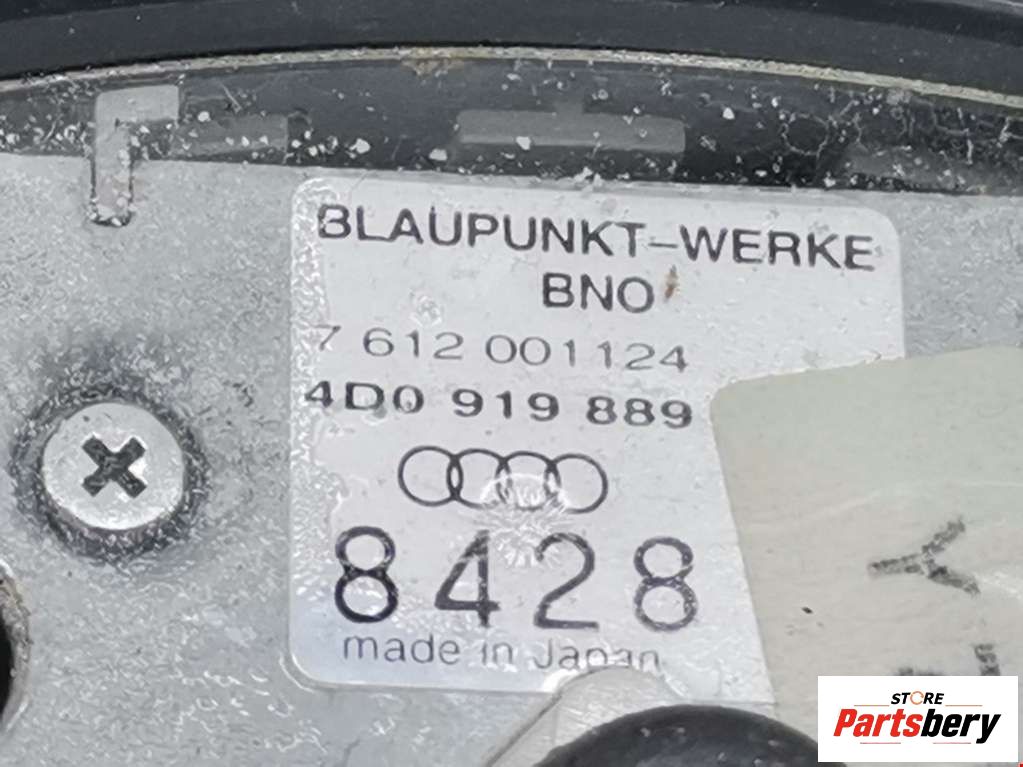 BLAUPUNKT-WERKE
BNO
7 612 001124
4D0 919 889
8428
made in Japan
Y
STORE
Partsbery